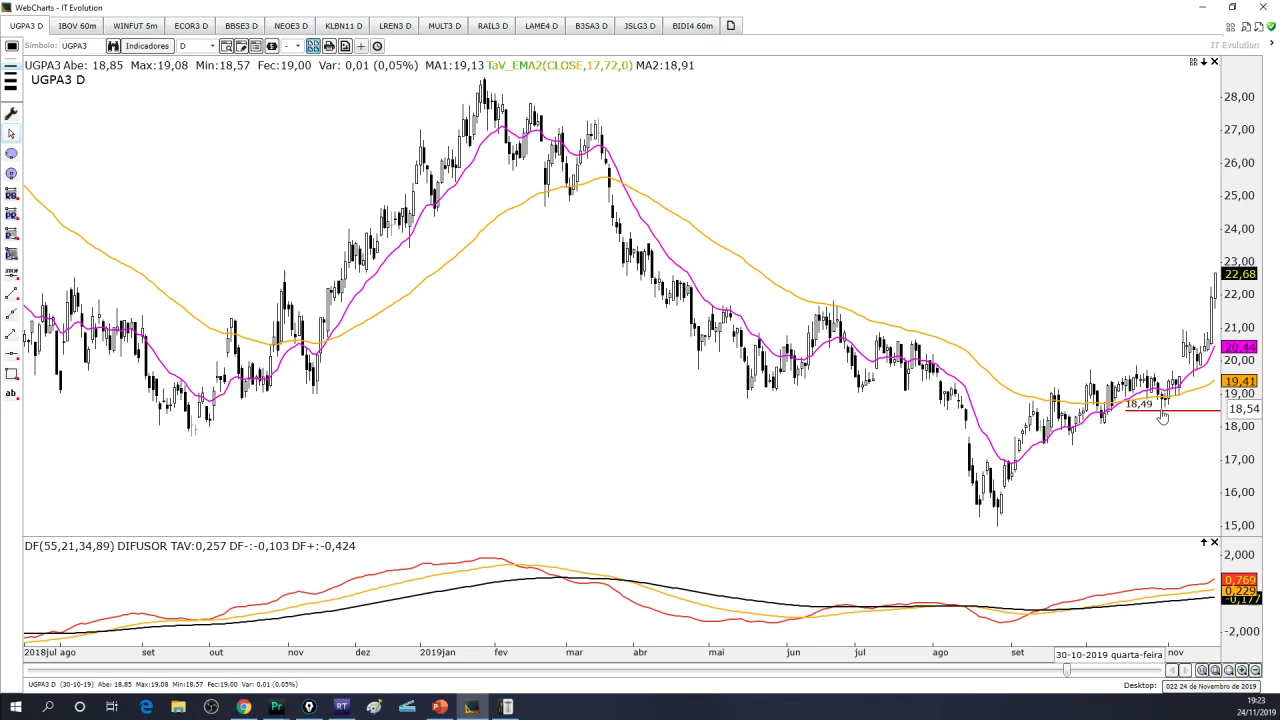 WebCharts - IT Evolution
UGPA3 D
IBOV 60m
WINFUT 5m
ECOR3 D
BBSE3 D
NEOE3 D
KLBN11 D
LREN3 D
MULT3 D
RAIL3 D
LAME4 D
B3SA3 D
JSLG3 D
BIDI4 60m
Símbolo:
UGPA3
Indicadores
D
IT Evolution
UGPA3 D Abe: 18,85 Max:19,08 Min:18,57 Fec:19,00 Var: 0,01 (0,05%) MA1:19,13 TaV_EMA2(CLOSE,17,72,0) MA2:18,91
UGPA3 D
28,00
27,00
26,00
25,00
24,00
23,00
22,68
22,00
21,00
20,44
20,00
19,41
19,00
18,49
18,54
18,00
17,00
16,00
15,00
DF(55,21,34,89) DIFUSOR TAV:0,257 DF-:-0,103 DF+:-0,424
2,000
0,769
0,229
-0,177
-2,000
2018jul
ago
set
out
nov
dez
2019jan
fev
mar
abr
mai
jun
jul
ago
set
30-10-2019 quarta-feira
nov
UGPA3 D (30-10-19) Abe: 18,85 Max:19,08 Min:18,57 Fec:19,00 Var: 0,01 (0,05%)
Desktop:
022 24 de Novembro de 2019
19:23
24/11/2019
ab